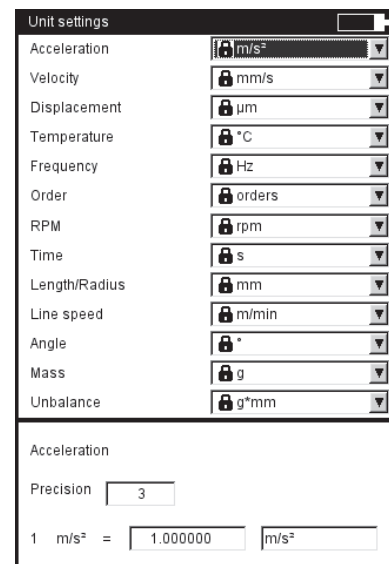 Unit settings
Acceleration m/s²
Velocity mm/s
Displacement µm
Temperature °C
Frequency Hz
Order orders
RPM rpm
Time s
Length/Radius mm
Line speed m/min
Angle °
Mass g
Unbalance g*mm
Acceleration
Precision 3
1 m/s² = 1.000000 m/s²